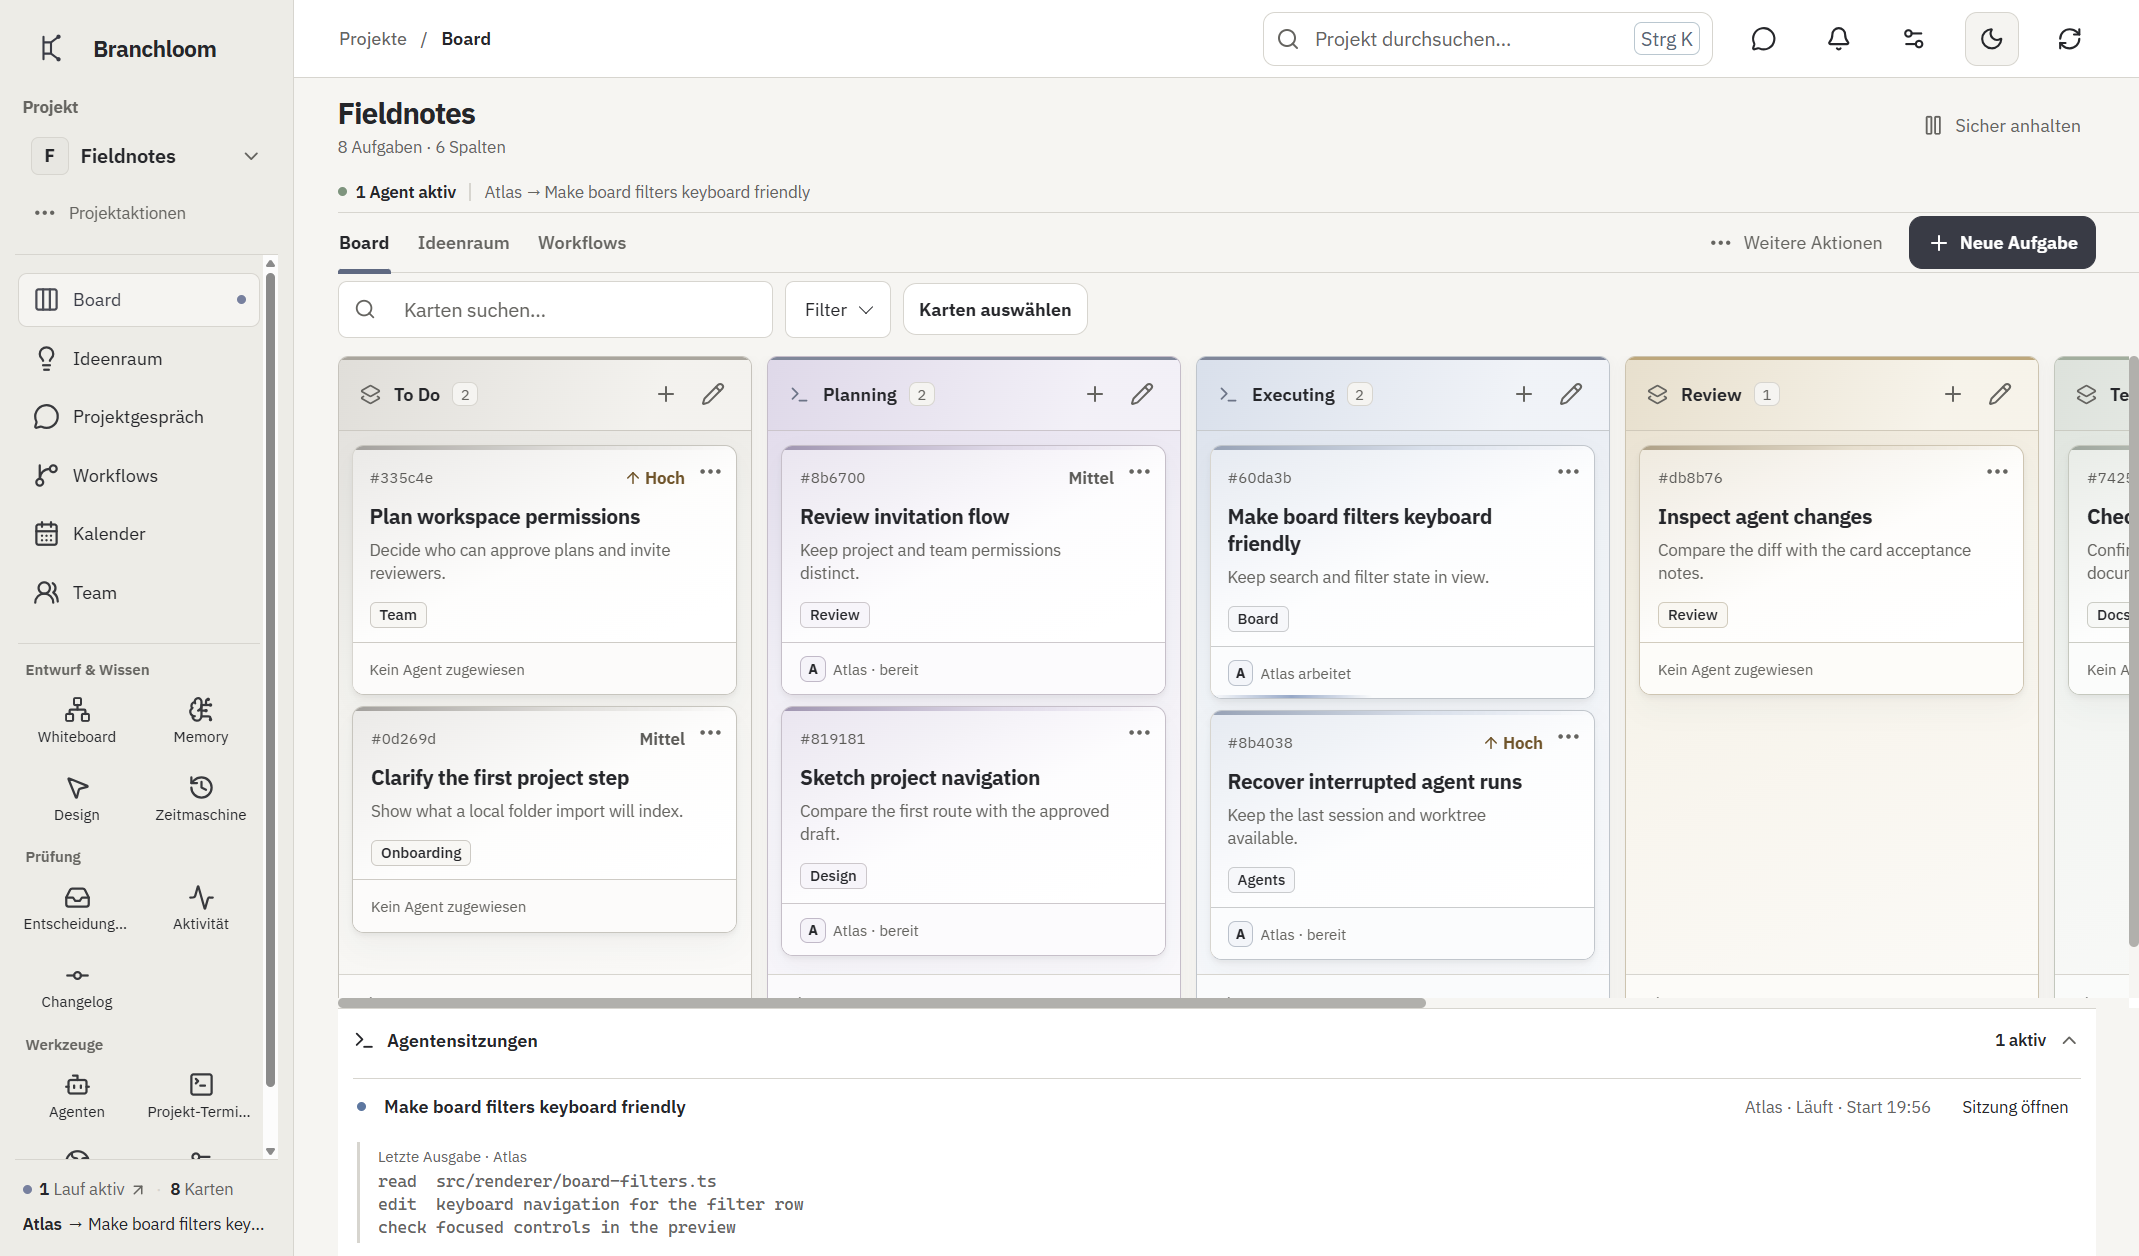 Branchloom
Projekt
F Fieldnotes
Projektaktionen
Board
Ideenraum
Projektgespräch
Workflows
Kalender
Team
Entwurf & Wissen
Whiteboard
Memory
Design
Zeitmaschine
Prüfung
Entscheidung...
Aktivität
Changelog
Werkzeuge
Agenten
Projekt-Termi...
1 Lauf aktiv · 8 Karten
Atlas → Make board filters key...
Projekte / Board
Projekt durchsuchen... Strg K
Fieldnotes
8 Aufgaben · 6 Spalten
Sicher anhalten
1 Agent aktiv
Atlas → Make board filters keyboard friendly
Board
Ideenraum
Workflows
Weitere Aktionen
Neue Aufgabe
Karten suchen...
Filter
Karten auswählen
To Do 2
#335c4e
Hoch
Plan workspace permissions
Decide who can approve plans and invite
reviewers.
Team
Kein Agent zugewiesen
#0d269d
Mittel
Clarify the first project step
Show what a local folder import will index.
Onboarding
Kein Agent zugewiesen
Planning 2
#8b6700
Mittel
Review invitation flow
Keep project and team permissions
distinct.
Review
A Atlas · bereit
#819181
Sketch project navigation
Compare the first route with the approved
draft.
Design
A Atlas · bereit
Executing 2
#60da3b
Make board filters keyboard
friendly
Keep search and filter state in view.
Board
A Atlas arbeitet
#8b4038
Hoch
Recover interrupted agent runs
Keep the last session and worktree
available.
Agents
A Atlas · bereit
Review 1
#db8b76
Inspect agent changes
Compare the diff with the card acceptance
notes.
Review
Kein Agent zugewiesen
Te
#742
Chec
Confi
docu
Docs
Kein A
Agentensitzungen
1 aktiv
Make board filters keyboard friendly
Atlas · Läuft · Start 19:56
Sitzung öffnen
Letzte Ausgabe · Atlas
read src/renderer/board-filters.ts
edit keyboard navigation for the filter row
check focused controls in the preview